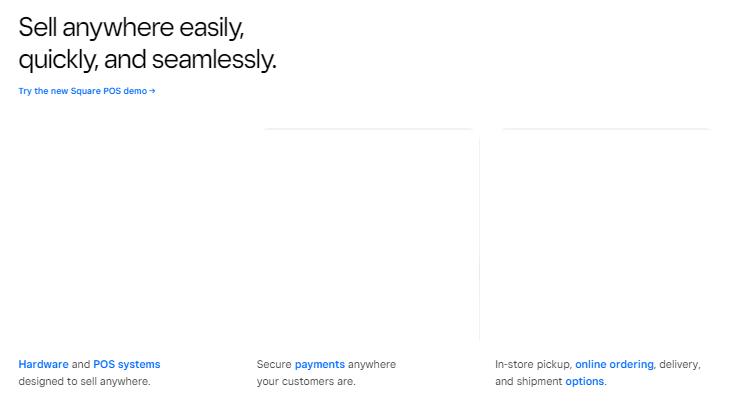 Sell anywhere easily,
quickly, and seamlessly.
Try the new Square POS demo →
Hardware and POS systems
designed to sell anywhere.
Secure payments anywhere
your customers are.
In-store pickup, online ordering, delivery,
and shipment options.